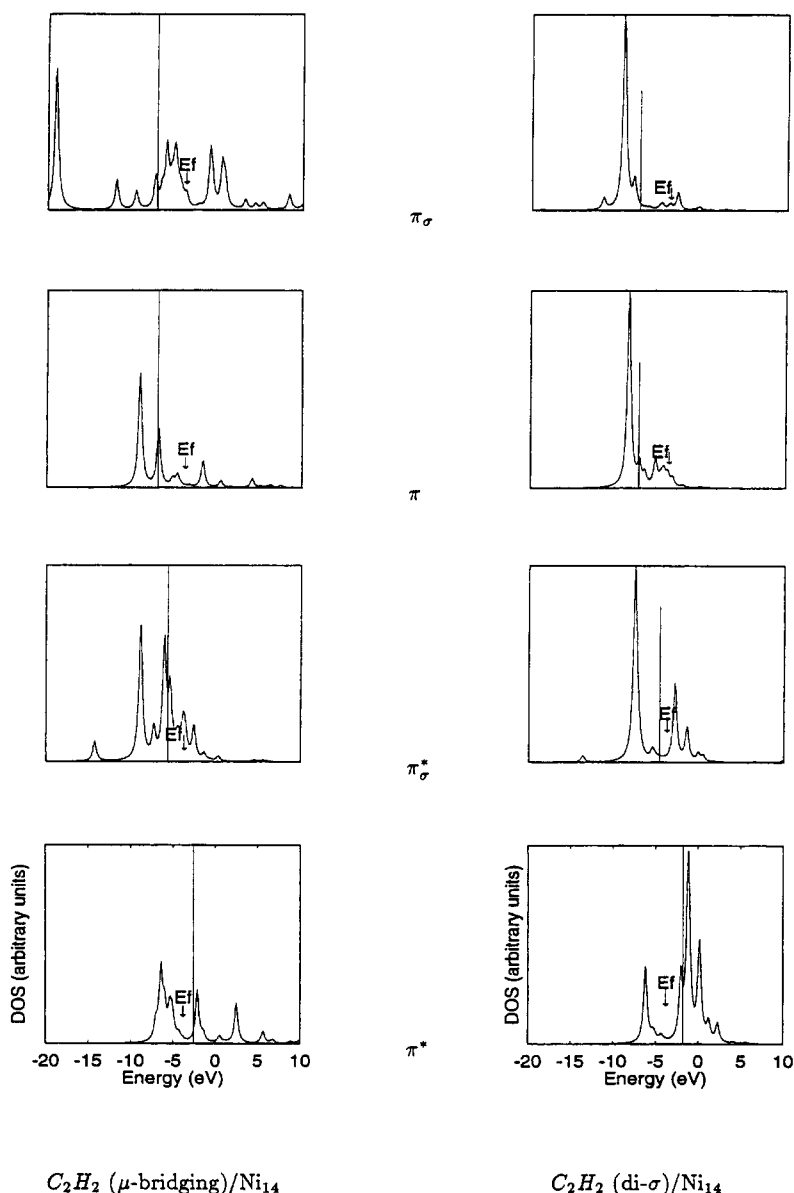 Ef
Ef
π_σ
Ef
Ef
π
Ef
Ef
π*_σ
DOS (arbitrary units)
Ef
DOS (arbitrary units)
Ef
π*
-20 -15 -10 -5 0 5 10
Energy (eV)
-20 -15 -10 -5 0 5 10
Energy (eV)
C₂H₂ (μ-bridging)/Ni₁₄
C₂H₂ (di-σ)/Ni₁₄